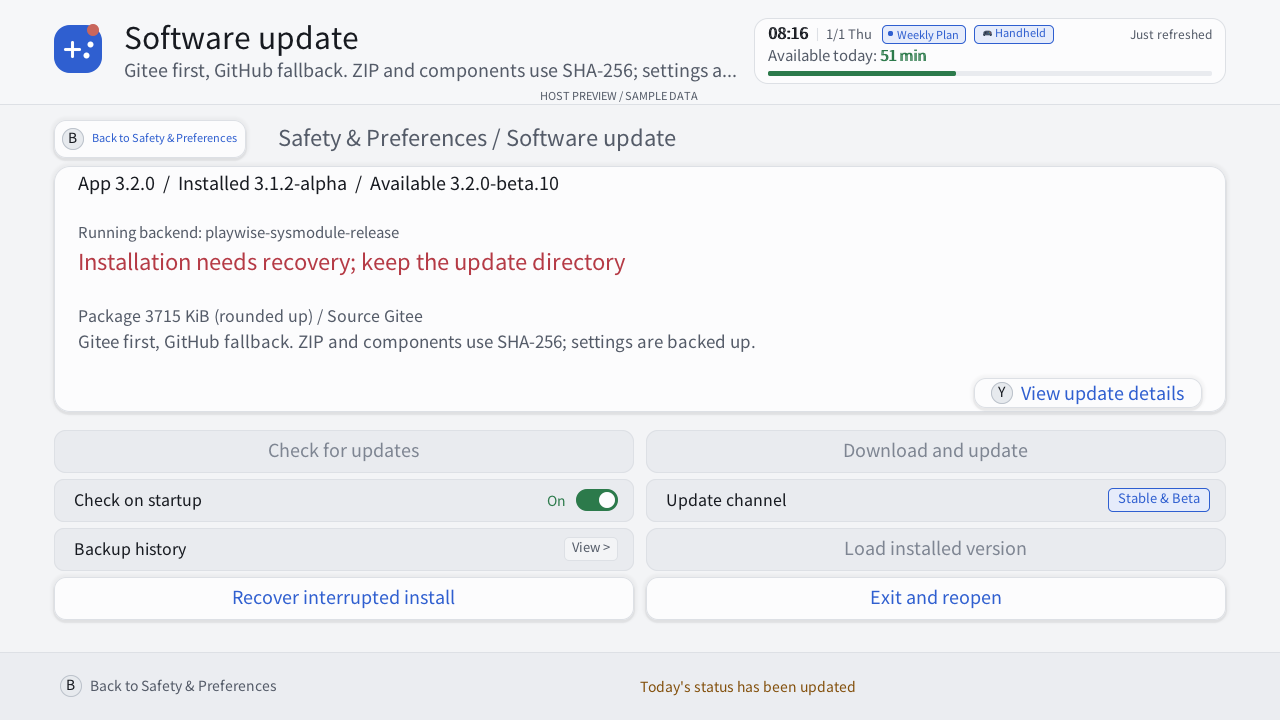 Software update
Gitee first, GitHub fallback. ZIP and components use SHA-256; settings a...
08:16 1/1 Thu Weekly Plan Handheld Just refreshed
Available today: 51 min
HOST PREVIEW / SAMPLE DATA
B Back to Safety & Preferences
Safety & Preferences / Software update
App 3.2.0 / Installed 3.1.2-alpha / Available 3.2.0-beta.10
Running backend: playwise-sysmodule-release
Installation needs recovery; keep the update directory
Package 3715 KiB (rounded up) / Source Gitee
Gitee first, GitHub fallback. ZIP and components use SHA-256; settings are backed up.
Y View update details
Check for updates
Download and update
Check on startup On
Update channel Stable & Beta
Backup history View >
Load installed version
Recover interrupted install
Exit and reopen
B Back to Safety & Preferences
Today's status has been updated